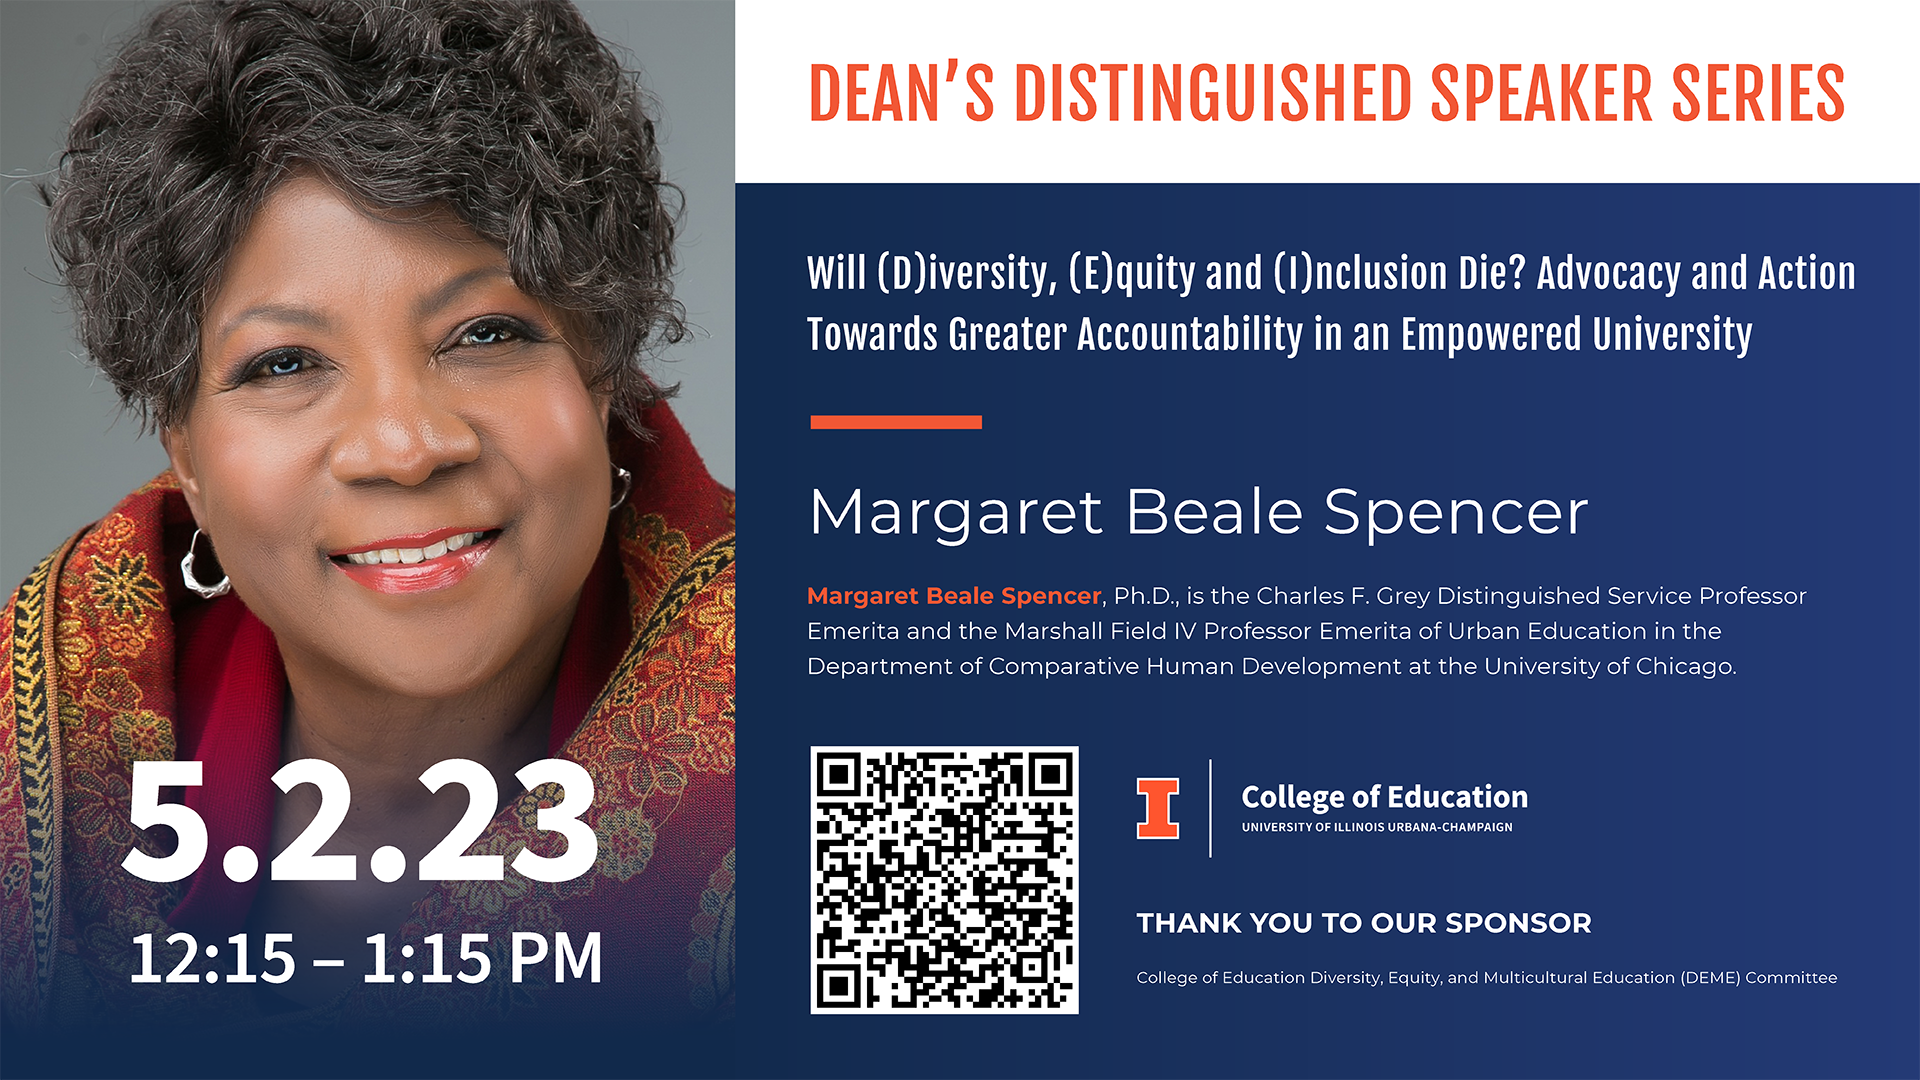 DEAN’S DISTINGUISHED SPEAKER SERIES
Will (D)iversity, (E)quity and (I)nclusion Die? Advocacy and Action
Towards Greater Accountability in an Empowered University
Margaret Beale Spencer
Margaret Beale Spencer, Ph.D., is the Charles F. Grey Distinguished Service Professor
Emerita and the Marshall Field IV Professor Emerita of Urban Education in the
Department of Comparative Human Development at the University of Chicago.
5.2.23
12:15 – 1:15 PM
I
College of Education
UNIVERSITY OF ILLINOIS URBANA-CHAMPAIGN
THANK YOU TO OUR SPONSOR
College of Education Diversity, Equity, and Multicultural Education (DEME) Committee